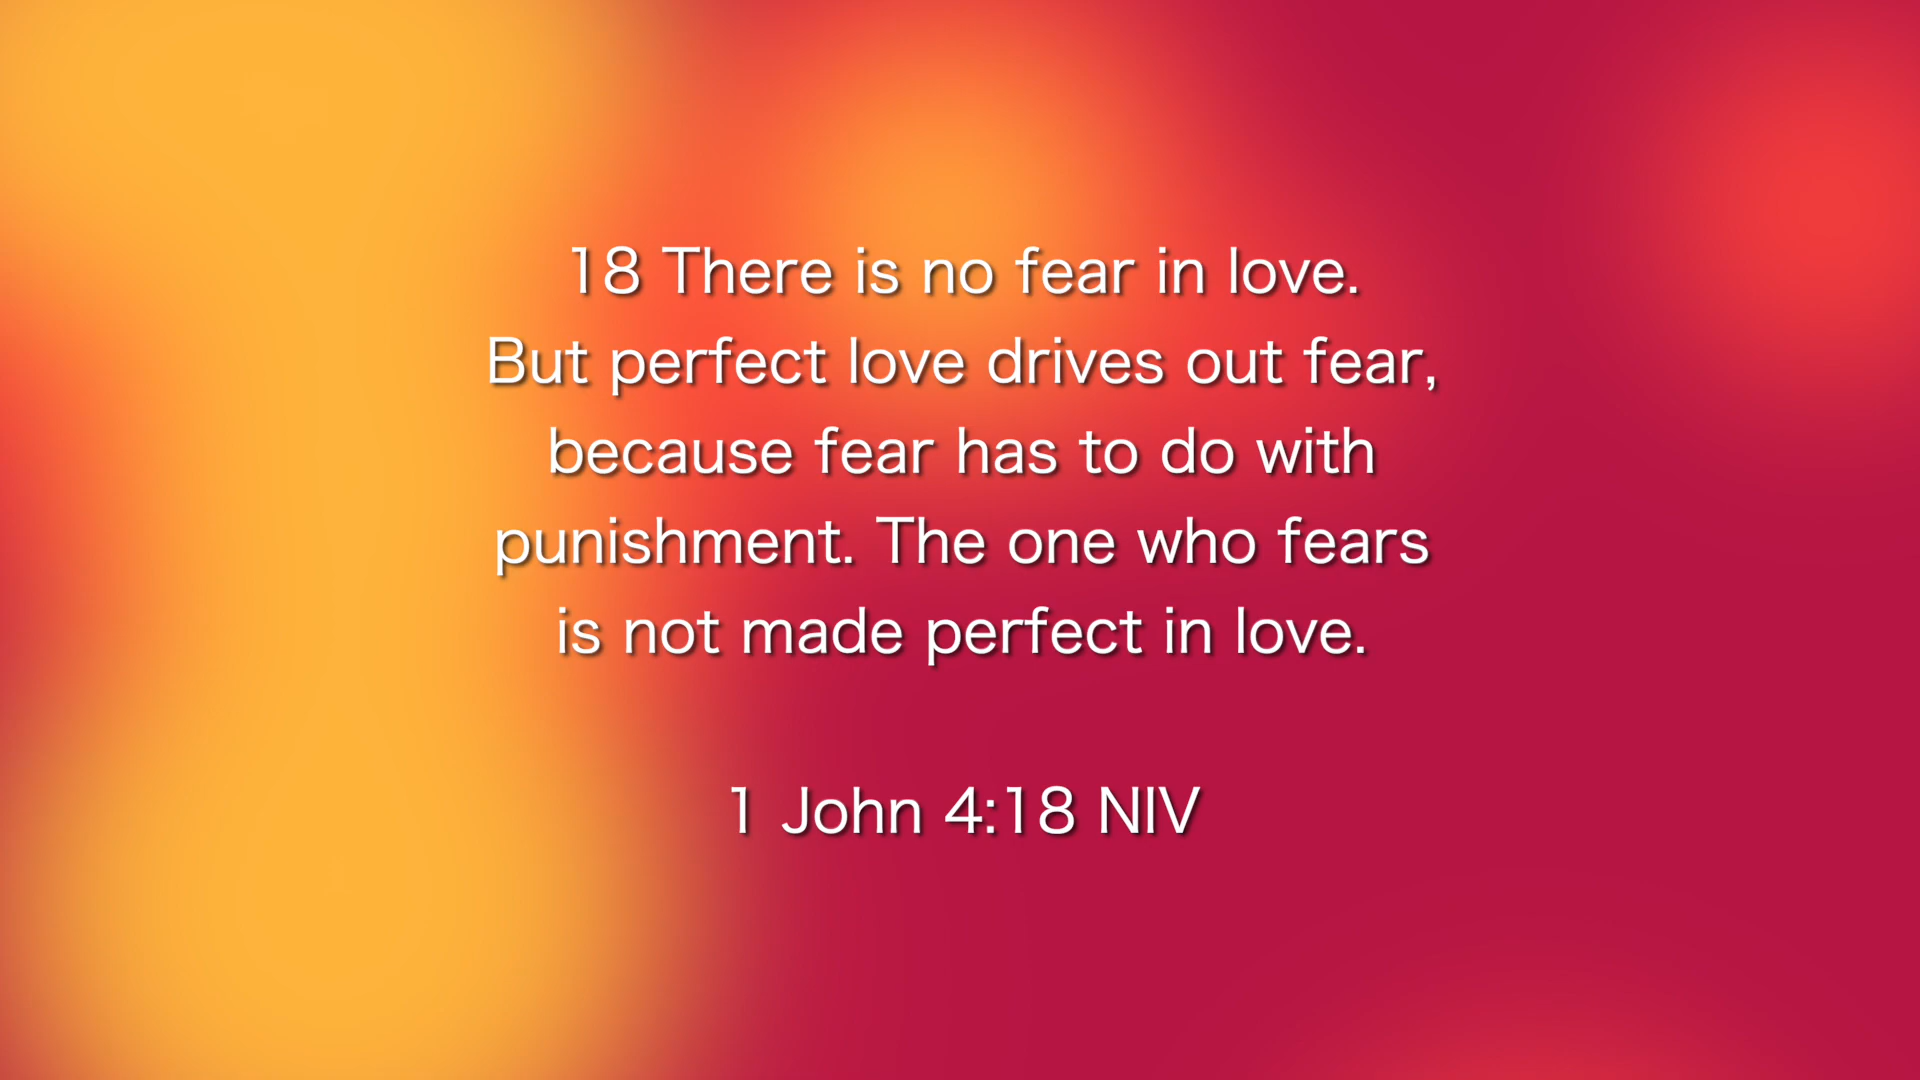 18 There is no fear in love.
But perfect love drives out fear,
because fear has to do with
punishment. The one who fears
is not made perfect in love.
1 John 4:18 NIV